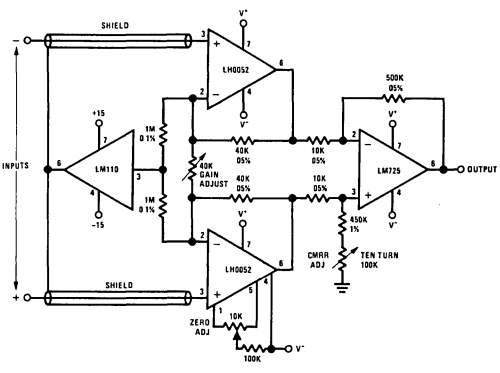 SHIELD
V+
3
7
+
LH0052
6
−
2
4
V−
−
INPUTS
+
+15
7
6
LM110
3
4
−15
1M
0 1%
1M
0 1%
40K
GAIN
ADJUST
40K
05%
10K
05%
40K
05%
10K
05%
500K
05%
V+
2
7
−
LM725
6
OUTPUT
3
+
4
V−
450K
1%
CMRR
ADJ
TEN TURN
100K
V+
2
7
−
LH0052
6
+
3
1
5
4
SHIELD
ZERO
ADJ
10K
100K
V−